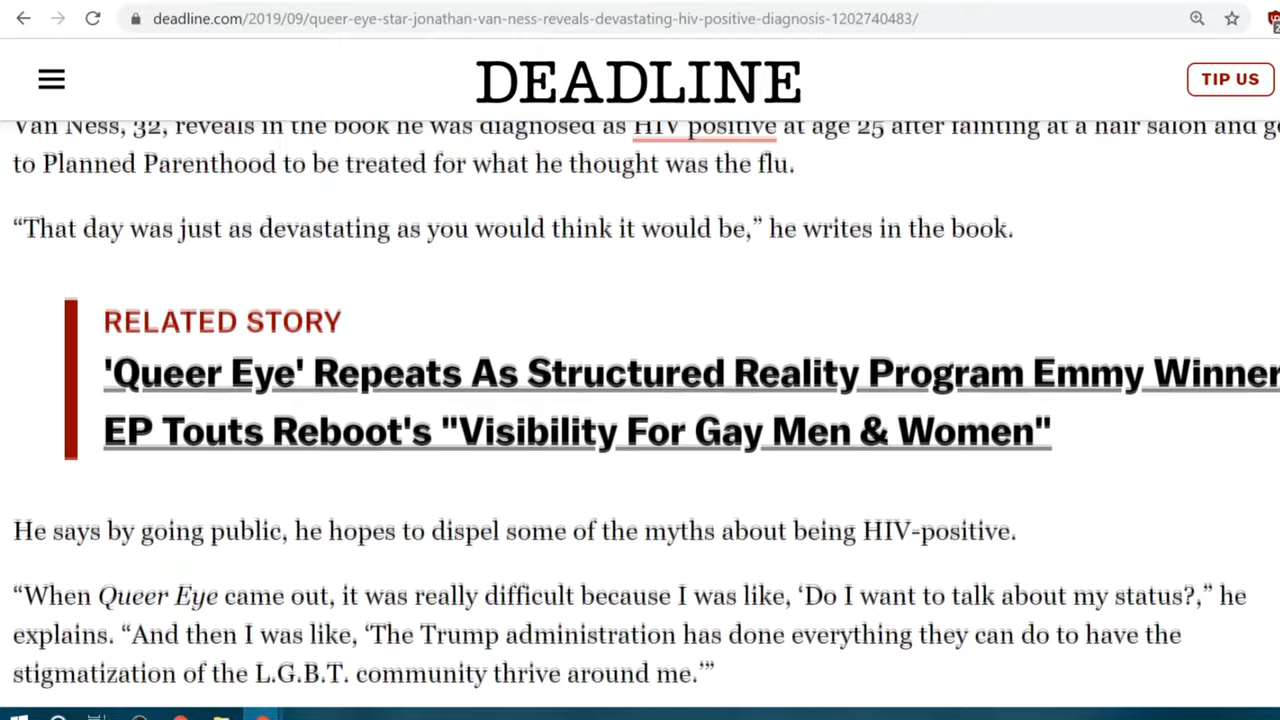 deadline.com/2019/09/queer-eye-star-jonathan-van-ness-reveals-devastating-hiv-positive-diagnosis-1202740483/
DEADLINE
TIP US
Van Ness, 32, reveals in the book he was diagnosed as HIV positive at age 25 after fainting at a hair salon and
to Planned Parenthood to be treated for what he thought was the flu.
“That day was just as devastating as you would think it would be,” he writes in the book.
RELATED STORY
'Queer Eye' Repeats As Structured Reality Program Emmy Winner
EP Touts Reboot's "Visibility For Gay Men & Women"
He says by going public, he hopes to dispel some of the myths about being HIV-positive.
“When Queer Eye came out, it was really difficult because I was like, ‘Do I want to talk about my status?,” he
explains. “And then I was like, ‘The Trump administration has done everything they can do to have the
stigmatization of the L.G.B.T. community thrive around me.’”